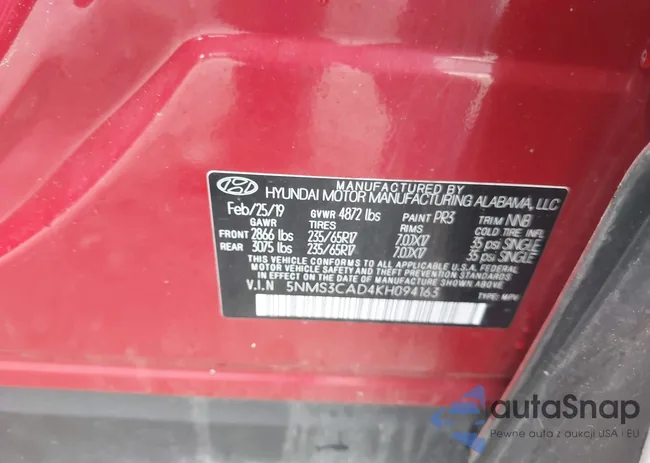 MANUFACTURED BY
HYUNDAI MOTOR MANUFACTURING ALABAMA, LLC
Feb/25/19 GVWR 4872 lbs PAINT PR3 TRIM NNB
GAWR TIRES RIMS COLD TIRE INFL
FRONT 2866 lbs 235/65R17 7.0JX17 35 psi SINGLE
REAR 3075 lbs 235/65R17 7.0JX17 35 psi SINGLE
THIS VEHICLE CONFORMS TO ALL APPLICABLE FEDERAL MOTOR
VEHICLE SAFETY AND THEFT PREVENTION STANDARDS IN EFFECT ON
THE DATE OF MANUFACTURE SHOWN ABOVE.
V.I.N 5NMS3CAD4KH094163 TYPE: MPV
autaSnap
Pewne auta z aukcji USA i EU